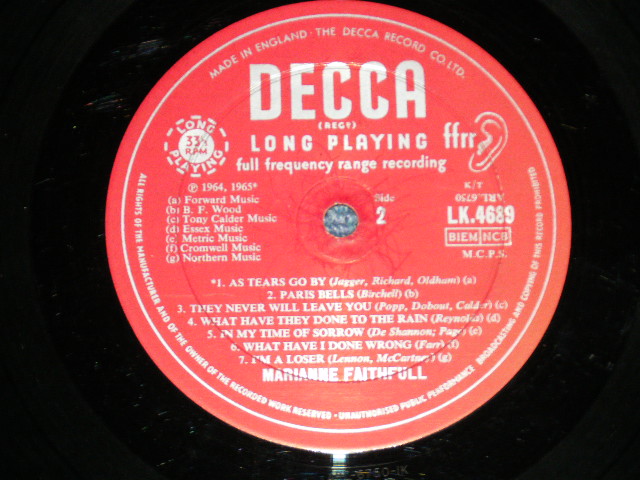 MADE IN ENGLAND · THE DECCA RECORD CO. LTD.
DECCA
(REGᵈ)
LONG PLAYING
33⅓
RPM
LONG PLAYING
ffrr
full frequency range recording
℗ 1964, 1965*
(a) Forward Music
(b) B. F. Wood
(c) Tony Calder Music
(d) Essex Music
(e) Metric Music
(f) Cromwell Music
(g) Northern Music
Side
2
K/T
ARL.6750
LK.4689
BIEM NCB
M.C.P.S.
*1. AS TEARS GO BY (Jagger, Richard, Oldham) (a)
2. PARIS BELLS (Birchell) (b)
3. THEY NEVER WILL LEAVE YOU (Popp, Dobout, Calder) (c)
4. WHAT HAVE THEY DONE TO THE RAIN (Reynolds) (d)
5. IN MY TIME OF SORROW (De Shannon; Page) (e)
6. WHAT HAVE I DONE WRONG (Farr) (f)
7. I'M A LOSER (Lennon, McCartney) (g)
MARIANNE FAITHFULL
ALL RIGHTS OF THE MANUFACTURER AND OF THE OWNER OF THE RECORDED WORK RESERVED · UNAUTHORISED PUBLIC PERFORMANCE BROADCASTING AND COPYING OF THIS RECORD PROHIBITED.